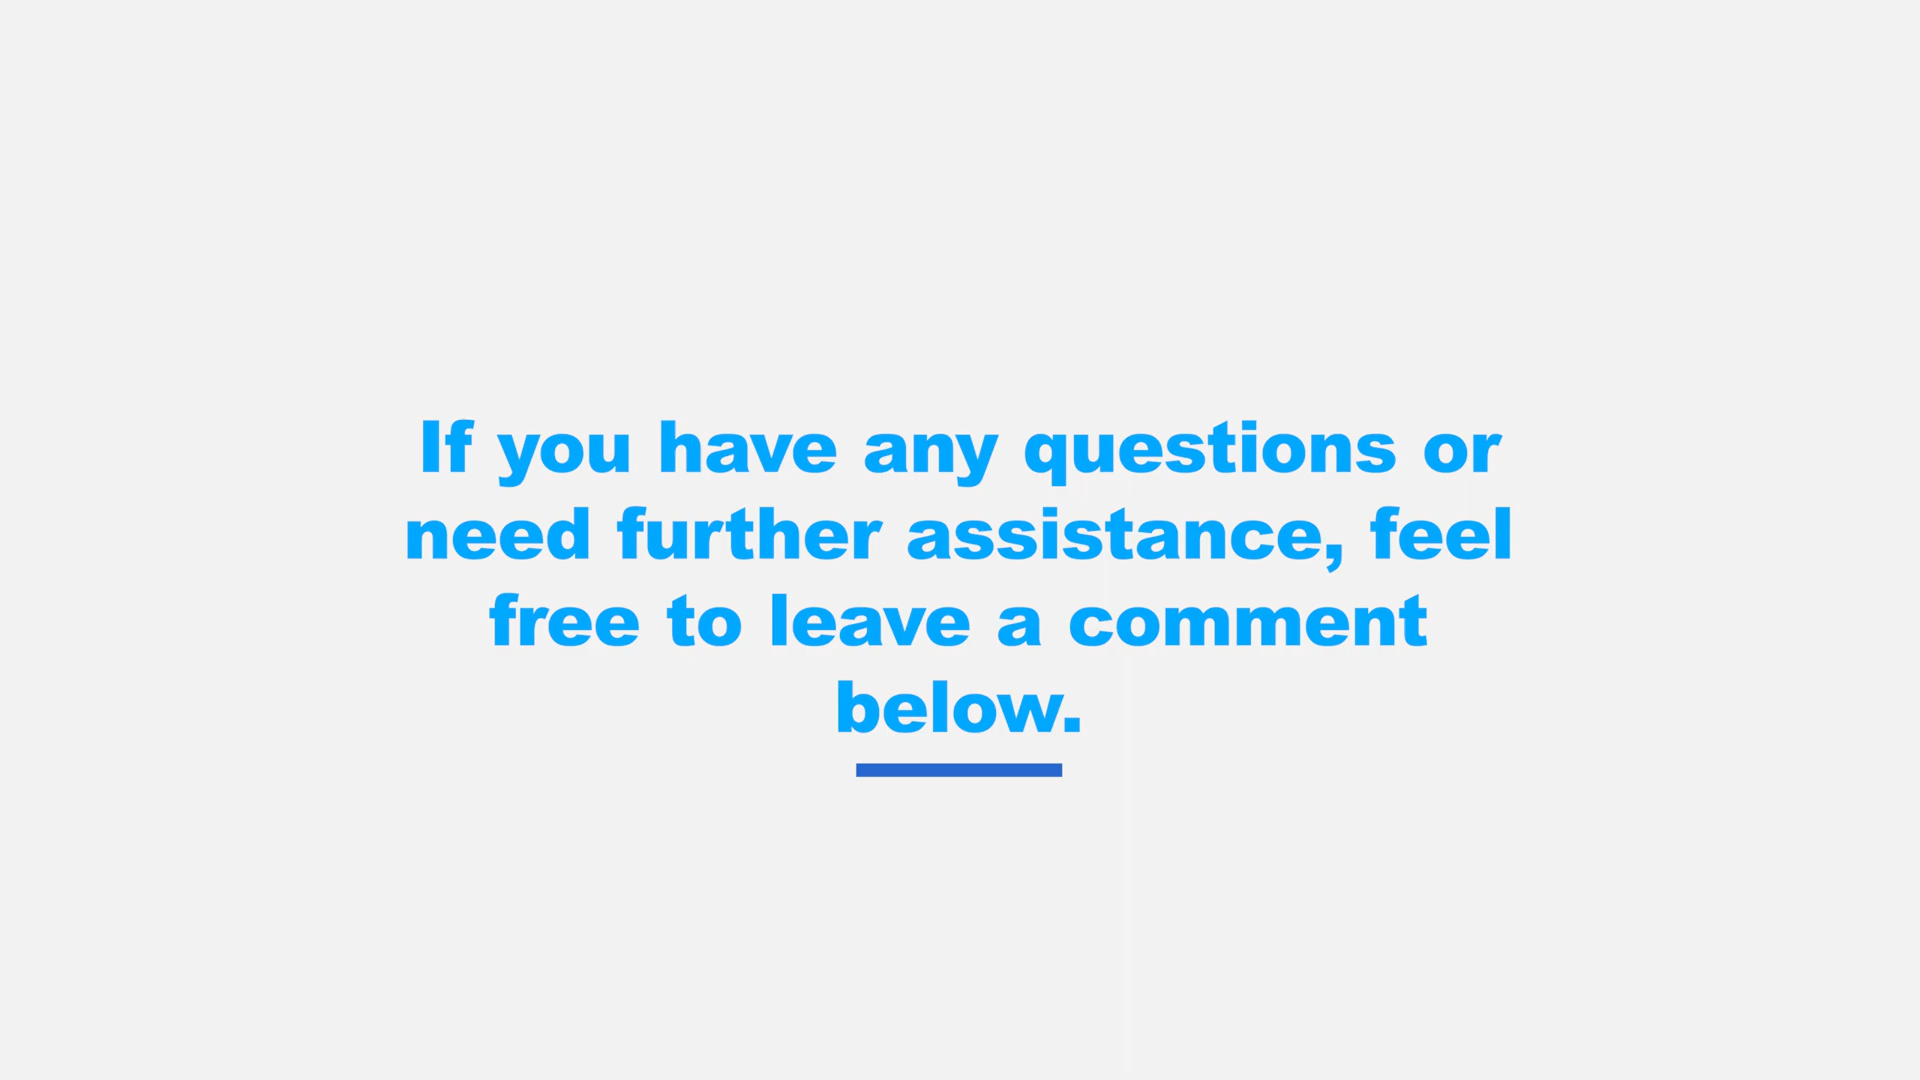 If you have any questions or
need further assistance, feel
free to leave a comment
below.